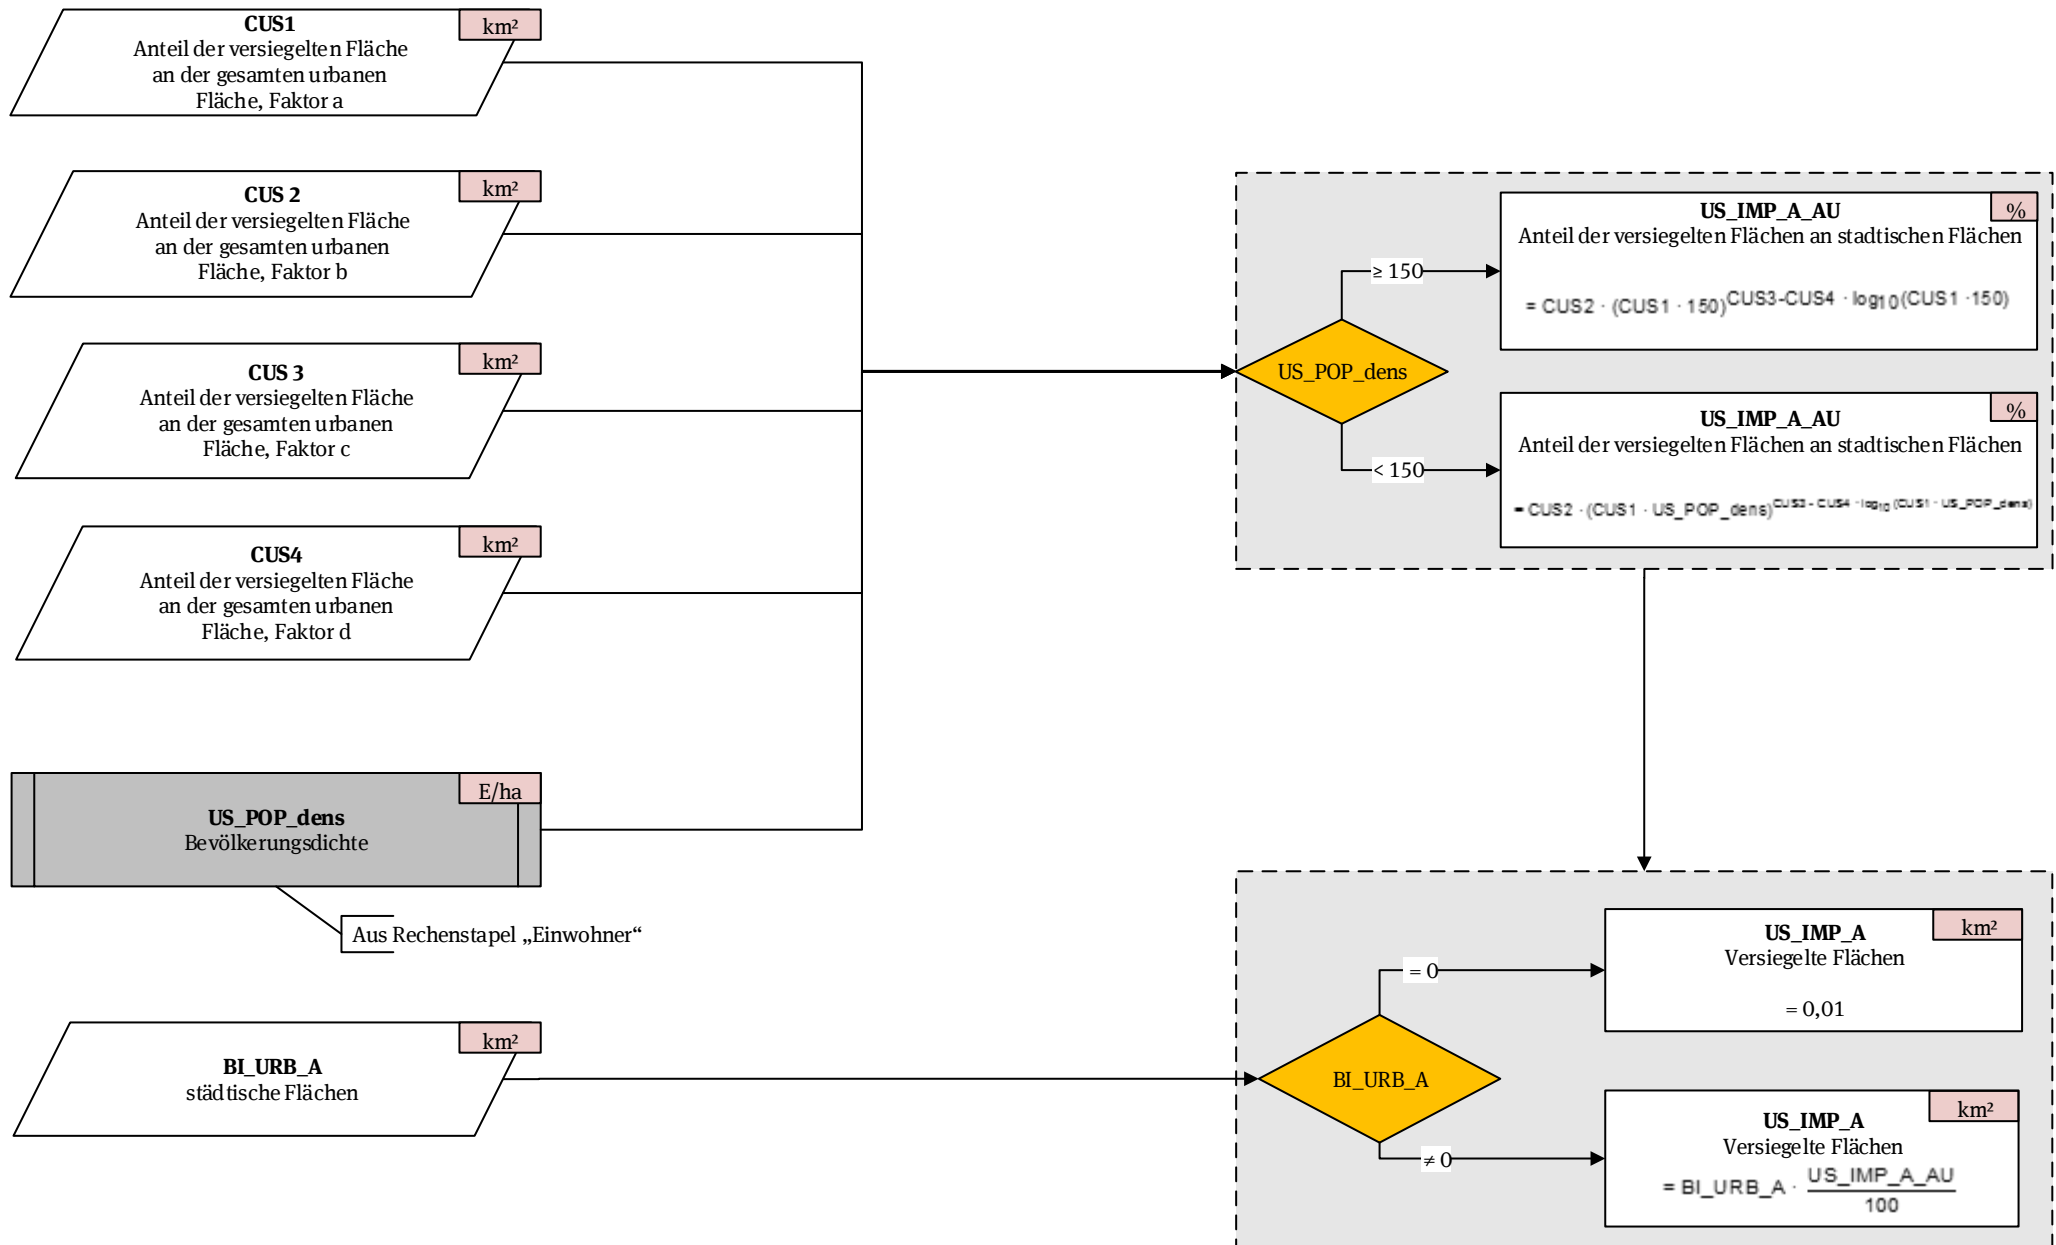 CUS1
km²
Anteil der versiegelten Fläche
an der gesamten urbanen
Fläche, Faktor a
CUS 2
km²
Anteil der versiegelten Fläche
an der gesamten urbanen
Fläche, Faktor b
CUS 3
km²
Anteil der versiegelten Fläche
an der gesamten urbanen
Fläche, Faktor c
CUS4
km²
Anteil der versiegelten Fläche
an der gesamten urbanen
Fläche, Faktor d
US_POP_dens
E/ha
Bevölkerungsdichte
Aus Rechenstapel „Einwohner“
BI_URB_A
km²
städtische Flächen
US_POP_dens
≥ 150
< 150
US_IMP_A_AU
%
Anteil der versiegelten Flächen an stadtischen Flächen
= CUS2 · (CUS1 · 150)^CUS3-CUS4 · log10(CUS1 ·150)
US_IMP_A_AU
%
Anteil der versiegelten Flächen an stadtischen Flächen
= CUS2 · (CUS1 · US_POP_dens)^CUS3 - CUS4 · log10 (CUS1 · US_POP_dens)
BI_URB_A
= 0
≠ 0
US_IMP_A
km²
Versiegelte Flächen
= 0,01
US_IMP_A
km²
Versiegelte Flächen
= BI_URB_A · US_IMP_A_AU
100